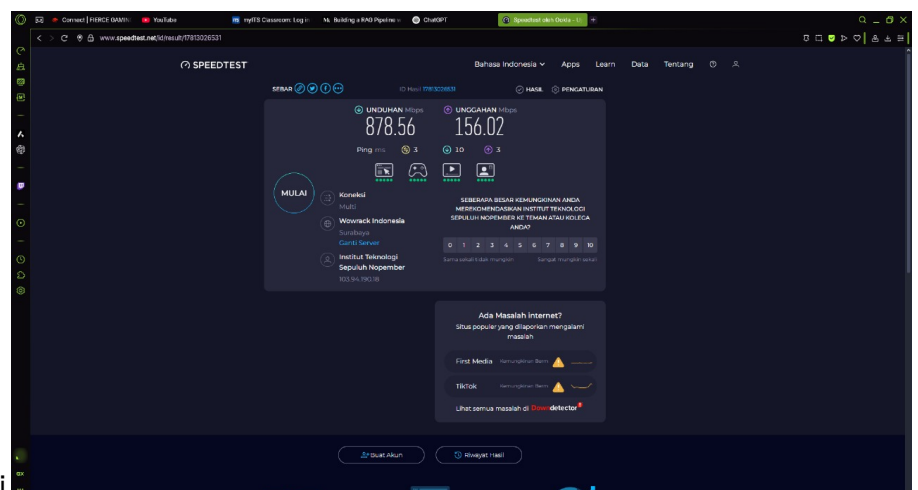 Connect | FIERCE GAMIN
YouTube
myITS Classroom: Log in
Building a RAG Pipeline
ChatGPT
Speedtest oleh Ookla
www.speedtest.net/id/result/17813026531
SPEEDTEST
Bahasa Indonesia
Apps
Learn
Data
Tentang
SEBAR
ID Hasil 17813026531
HASIL
PENGATURAN
UNDUHAN Mbps
UNGGAHAN Mbps
878.56
156.02
Ping ms 3 10 3
MULAI
Koneksi
Multi
Wowrack Indonesia
Surabaya
Ganti Server
Institut Teknologi
Sepuluh Nopember
103.94.190.18
SEBERAPA BESAR KEMUNGKINAN ANDA
MEREKOMENDASIKAN INSTITUT TEKNOLOGI
SEPULUH NOPEMBER KE TEMAN ATAU KOLEGA
ANDA?
0 1 2 3 4 5 6 7 8 9 10
Sama sekali tidak mungkin
Sangat mungkin sekali
Ada Masalah internet?
Situs populer yang dilaporkan mengalami
masalah
First Media
TikTok
Lihat semua masalah di Downdetector
Buat Akun
Riwayat Hasil
i